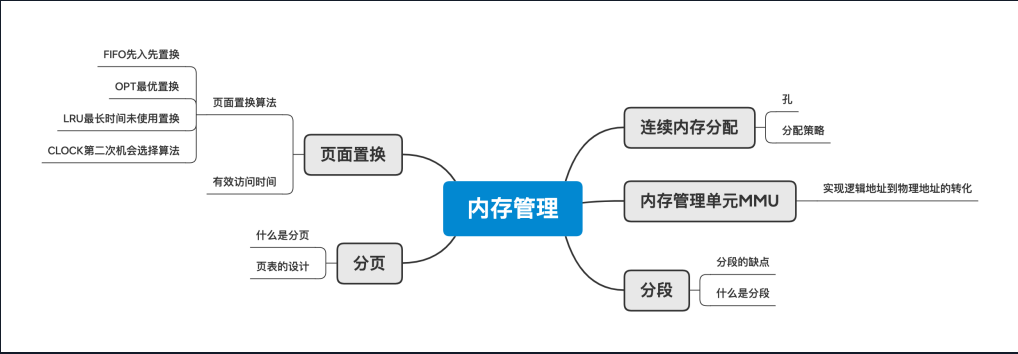 内存管理
连续内存分配
孔
分配策略
内存管理单元MMU
实现逻辑地址到物理地址的转化
分段
分段的缺点
什么是分段
页面置换
页面置换算法
FIFO先入先置换
OPT最优置换
LRU最长时间未使用置换
CLOCK第二次机会选择算法
有效访问时间
分页
什么是分页
页表的设计